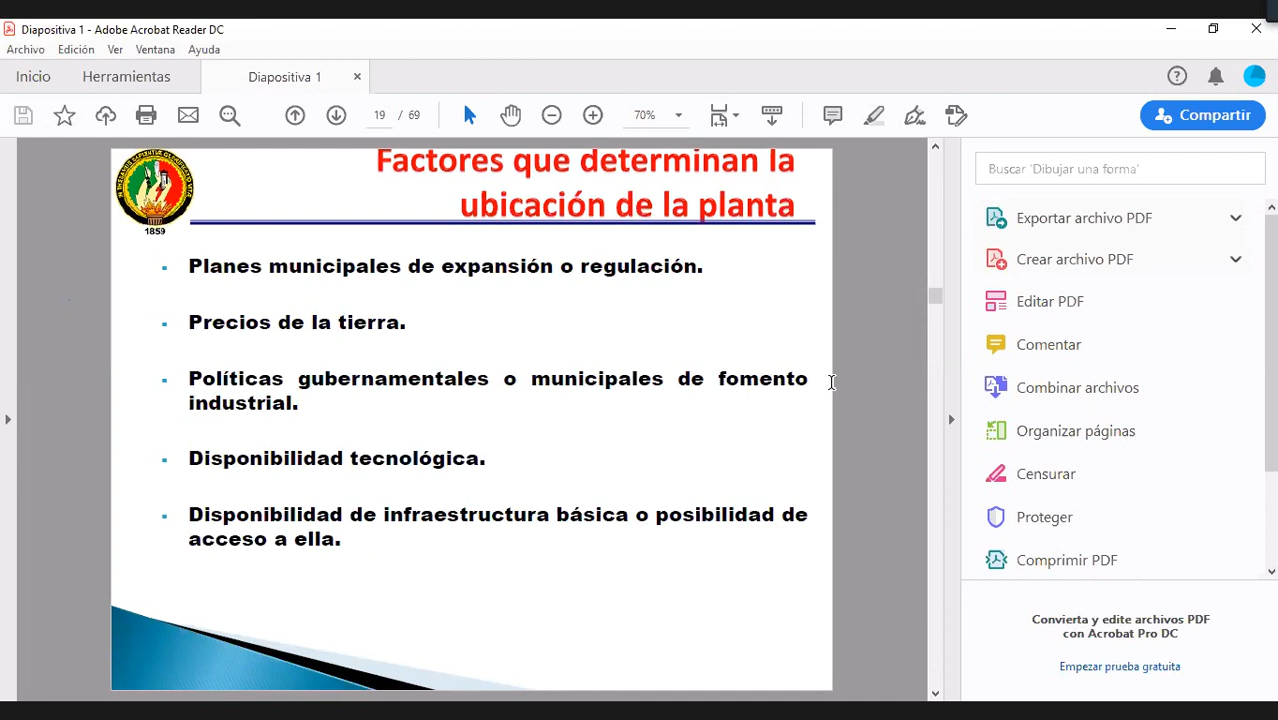 Diapositiva 1 - Adobe Acrobat Reader DC
Archivo Edición Ver Ventana Ayuda
Inicio Herramientas Diapositiva 1 ×
19 / 69 70% Compartir
Factores que determinan la
ubicación de la planta
1859
- Planes municipales de expansión o regulación.
- Precios de la tierra.
- Políticas gubernamentales o municipales de fomento
industrial.
- Disponibilidad tecnológica.
- Disponibilidad de infraestructura básica o posibilidad de
acceso a ella.
Buscar 'Dibujar una forma'
Exportar archivo PDF
Crear archivo PDF
Editar PDF
Comentar
Combinar archivos
Organizar páginas
Censurar
Proteger
Comprimir PDF
Convierta y edite archivos PDF
con Acrobat Pro DC
Empezar prueba gratuita